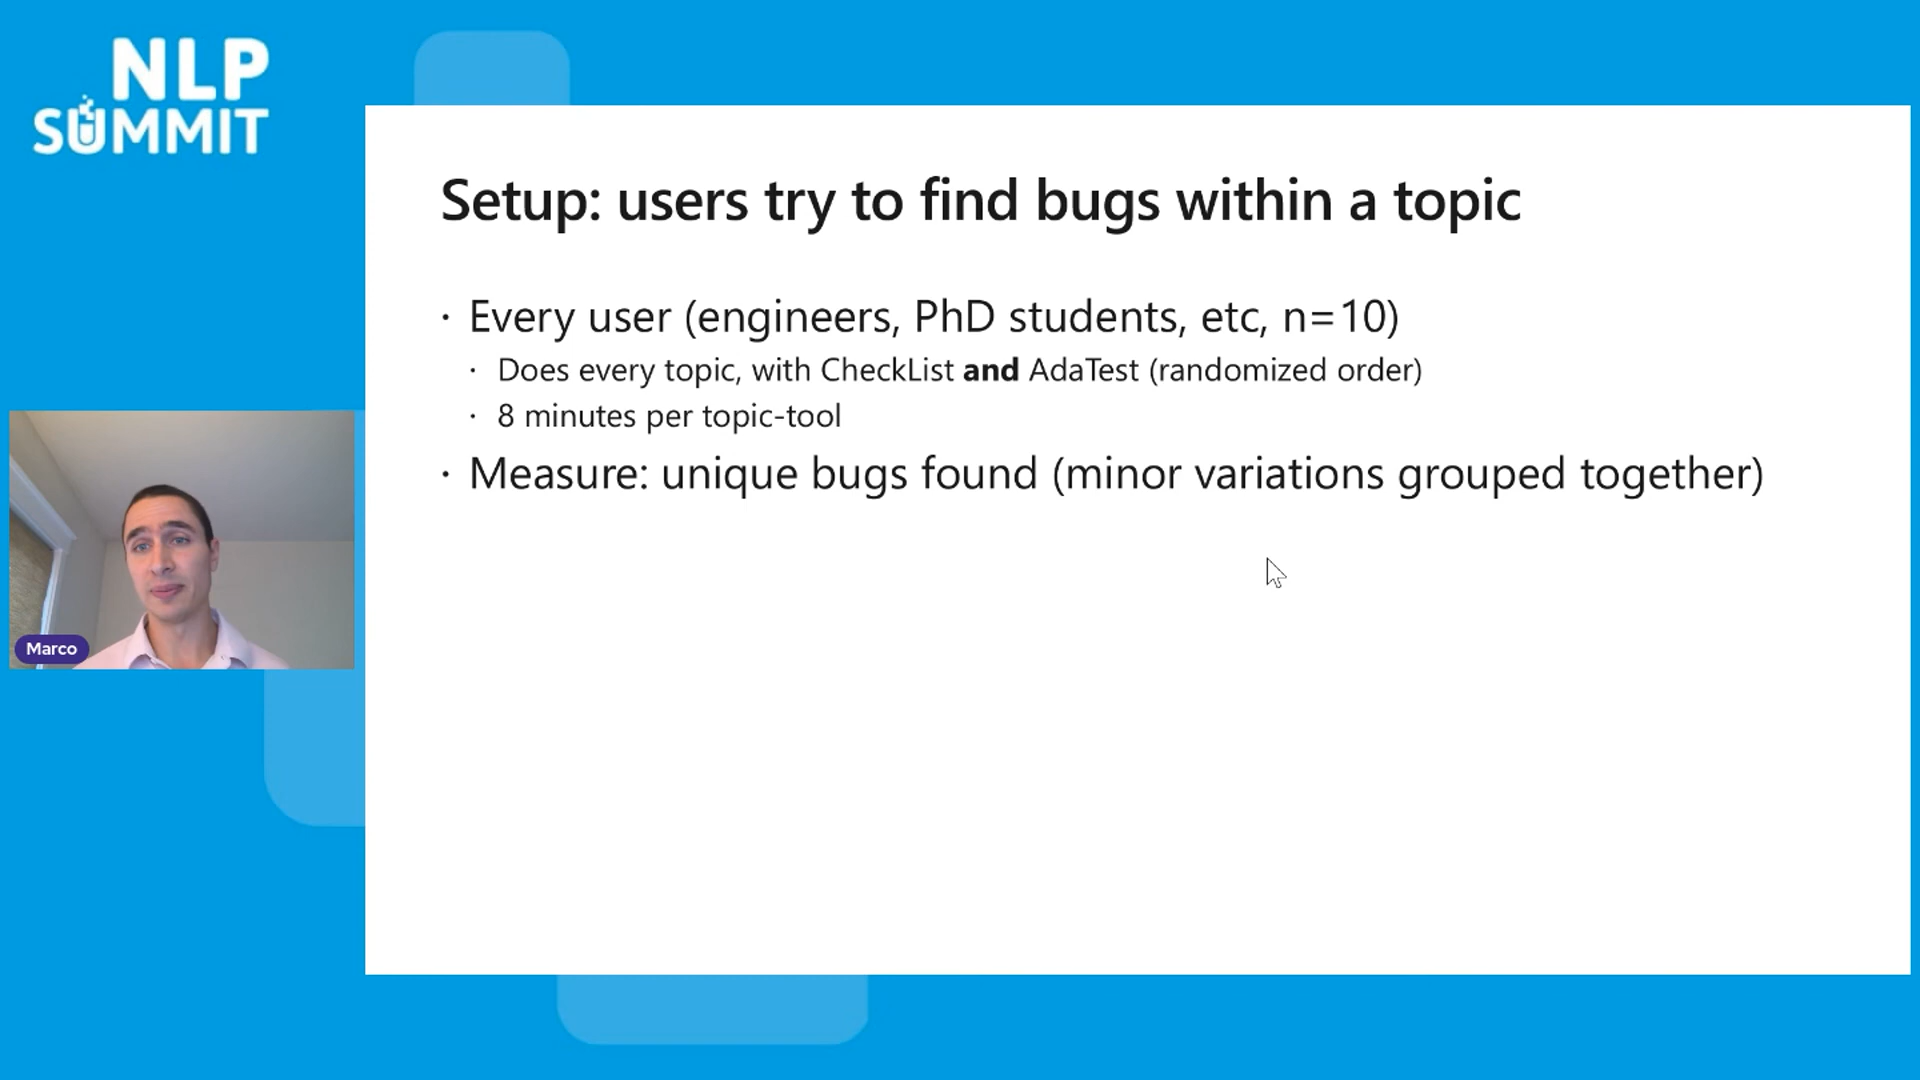 NLP
SUMMIT
Setup: users try to find bugs within a topic
· Every user (engineers, PhD students, etc, n=10)
· Does every topic, with CheckList and AdaTest (randomized order)
· 8 minutes per topic-tool
· Measure: unique bugs found (minor variations grouped together)
Marco